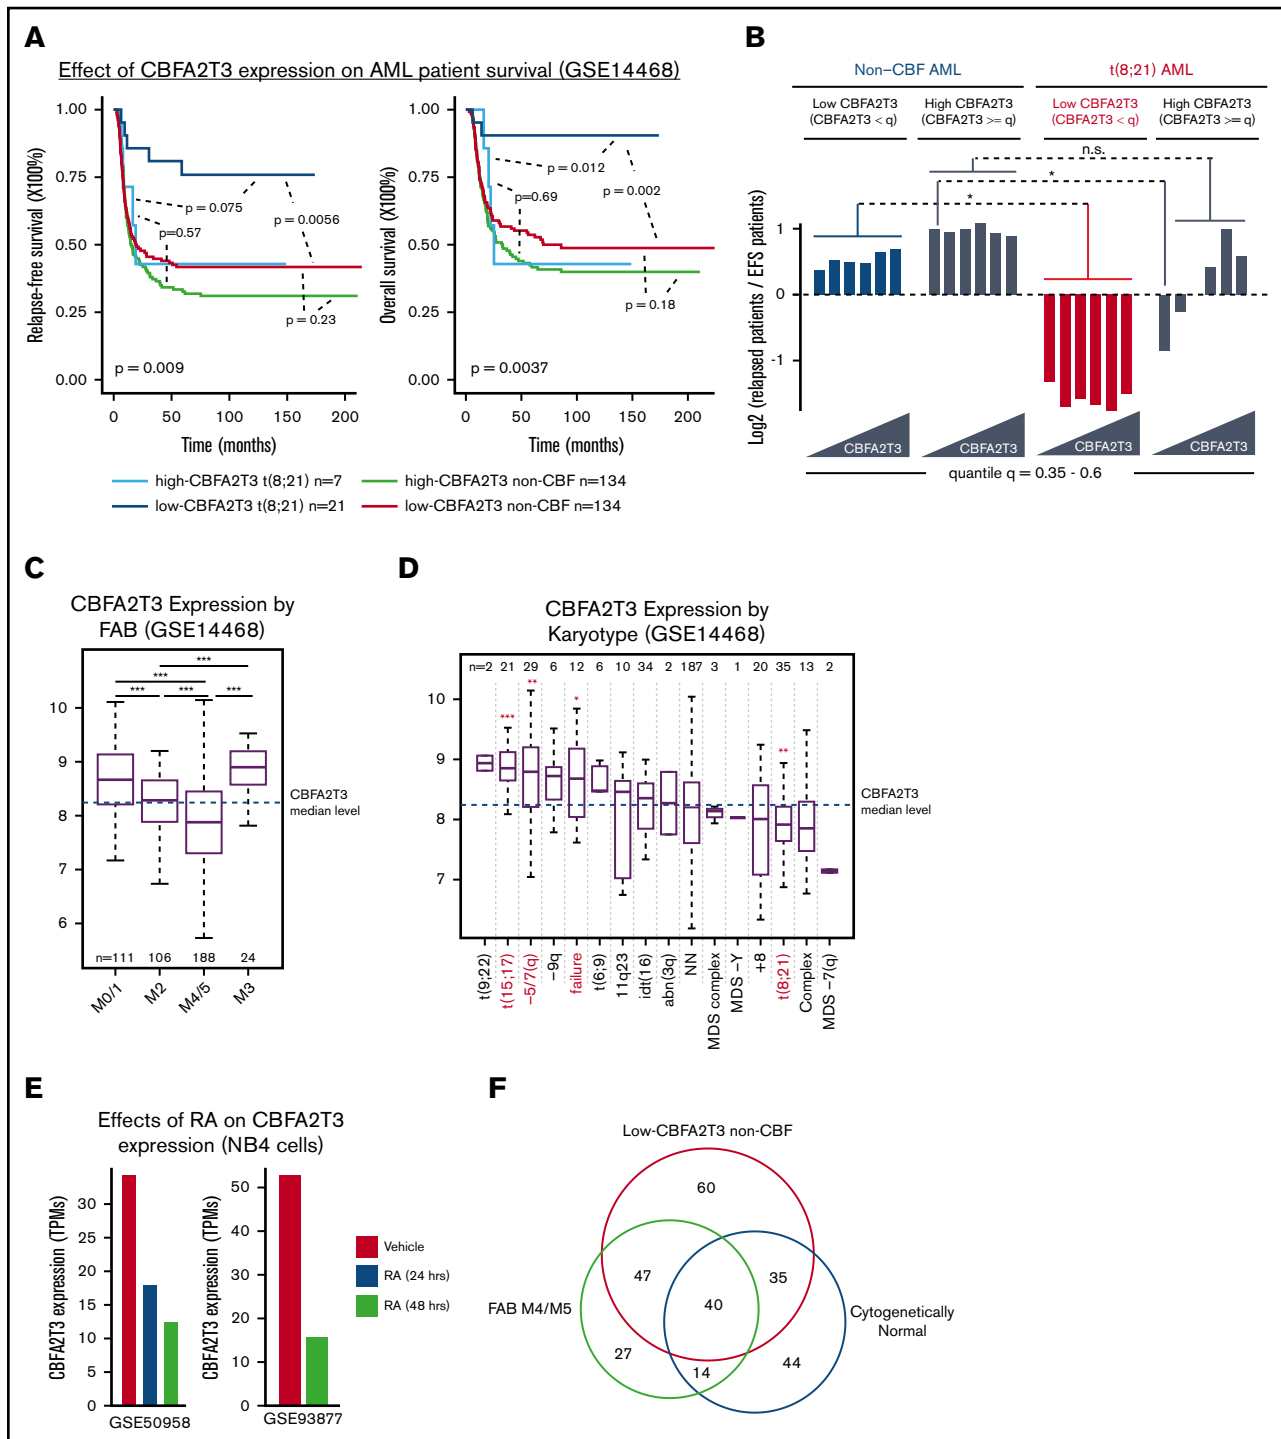 A
Effect of CBFA2T3 expression on AML patient survival (GSE14468)
Relapse-free survival (X100%)
1.00
0.75
0.50
0.25
0.00
p = 0.075
p=0.57
p = 0.0056
p = 0.23
p = 0.009
0
50
100
150
200
Time (months)
Overall survival (X100%)
1.00
0.75
0.50
0.25
0.00
p = 0.012
p = 0.002
p=0.69
p = 0.18
p = 0.0037
0
50
100
150
200
Time (months)
high-CBFA2T3 t(8;21) n=7
high-CBFA2T3 non-CBF n=134
low-CBFA2T3 t(8;21) n=21
low-CBFA2T3 non-CBF n=134
B
Non-CBF AML
t(8;21) AML
Low CBFA2T3
(CBFA2T3 < q)
High CBFA2T3
(CBFA2T3 >= q)
Low CBFA2T3
(CBFA2T3 < q)
High CBFA2T3
(CBFA2T3 >= q)
n.s.
*
*
Log2 (relapsed patients / EFS patients)
1
0
-1
CBFA2T3
CBFA2T3
CBFA2T3
CBFA2T3
quantile q = 0.35 - 0.6
C
CBFA2T3 Expression by
FAB (GSE14468)
***
***
***
***
***
10
9
8
7
6
CBFA2T3
median level
n=111
106
188
24
M0/1
M2
M4/5
M3
D
CBFA2T3 Expression by
Karyotype (GSE14468)
n=2
21
29
6
12
6
10
34
2
187
3
1
20
35
13
2
10
9
8
7
***
**
*
**
CBFA2T3
median level
t(9;22)
t(15;17)
-5/7(q)
-9q
failure
t(6;9)
11q23
idt(16)
abn(3q)
NN
MDS complex
MDS -Y
+8
t(8;21)
Complex
MDS -7(q)
E
Effects of RA on CBFA2T3
expression (NB4 cells)
CBFA2T3 expression (TPMs)
30
25
20
15
10
5
0
GSE50958
CBFA2T3 expression (TPMs)
50
40
30
20
10
0
GSE93877
Vehicle
RA (24 hrs)
RA (48 hrs)
F
Low-CBFA2T3 non-CBF
60
47
35
40
FAB M4/M5
Cytogenetically
Normal
27
14
44